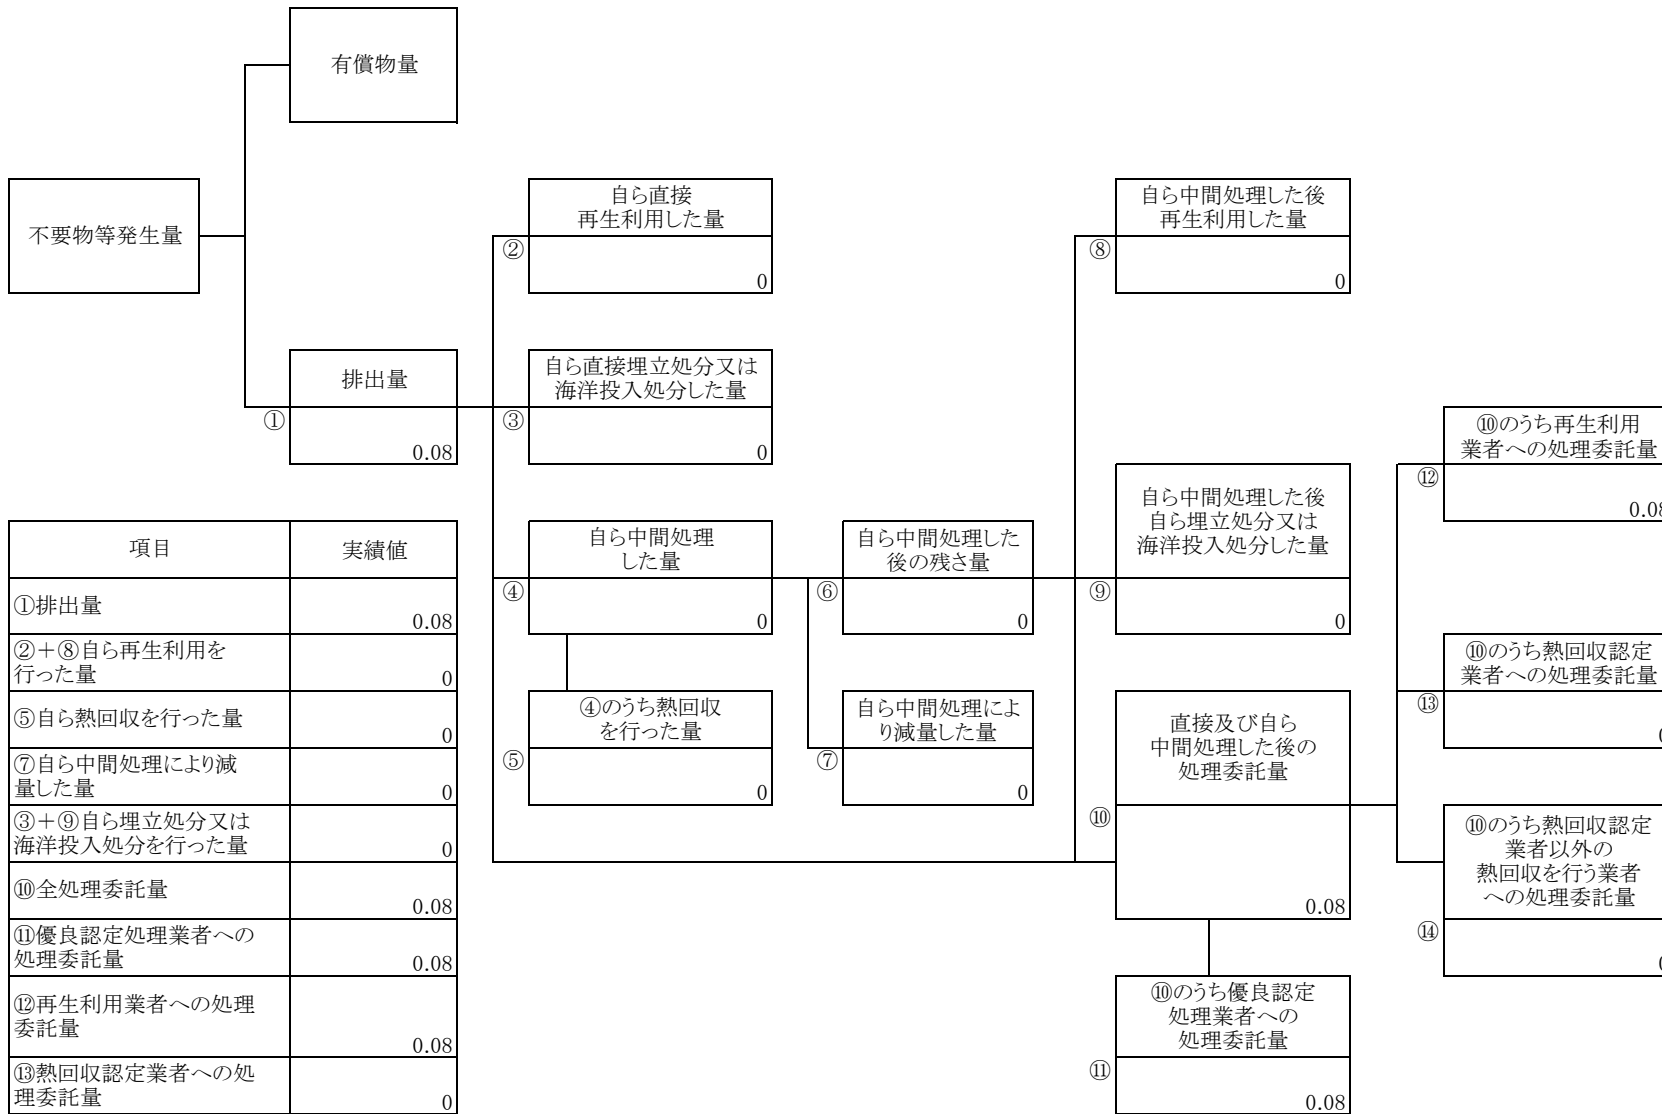 有償物量
不要物等発生量
自ら直接
再生利用した量
②
0
自ら中間処理した後
再生利用した量
⑧
0
排出量
①
0.08
自ら直接埋立処分又は
海洋投入処分した量
③
0
⑩のうち再生利用
業者への処理委託量
⑫
0.08
自ら中間処理
した量
④
0
自ら中間処理した
後の残さ量
⑥
0
自ら中間処理した後
自ら埋立処分又は
海洋投入処分した量
⑨
0
⑩のうち熱回収認定
業者への処理委託量
⑬
0
④のうち熱回収
を行った量
⑤
0
自ら中間処理によ
り減量した量
⑦
0
直接及び自ら
中間処理した後の
処理委託量
⑩
0.08
⑩のうち熱回収認定
業者以外の
熱回収を行う業者
への処理委託量
⑭
0
⑩のうち優良認定
処理業者への
処理委託量
⑪
0.08
項目 実績値
①排出量 0.08
②+⑧自ら再生利用を
行った量 0
⑤自ら熱回収を行った量 0
⑦自ら中間処理により減
量した量 0
③+⑨自ら埋立処分又は
海洋投入処分を行った量 0
⑩全処理委託量 0.08
⑪優良認定処理業者への
処理委託量 0.08
⑫再生利用業者への処理
委託量 0.08
⑬熱回収認定業者への処
理委託量 0